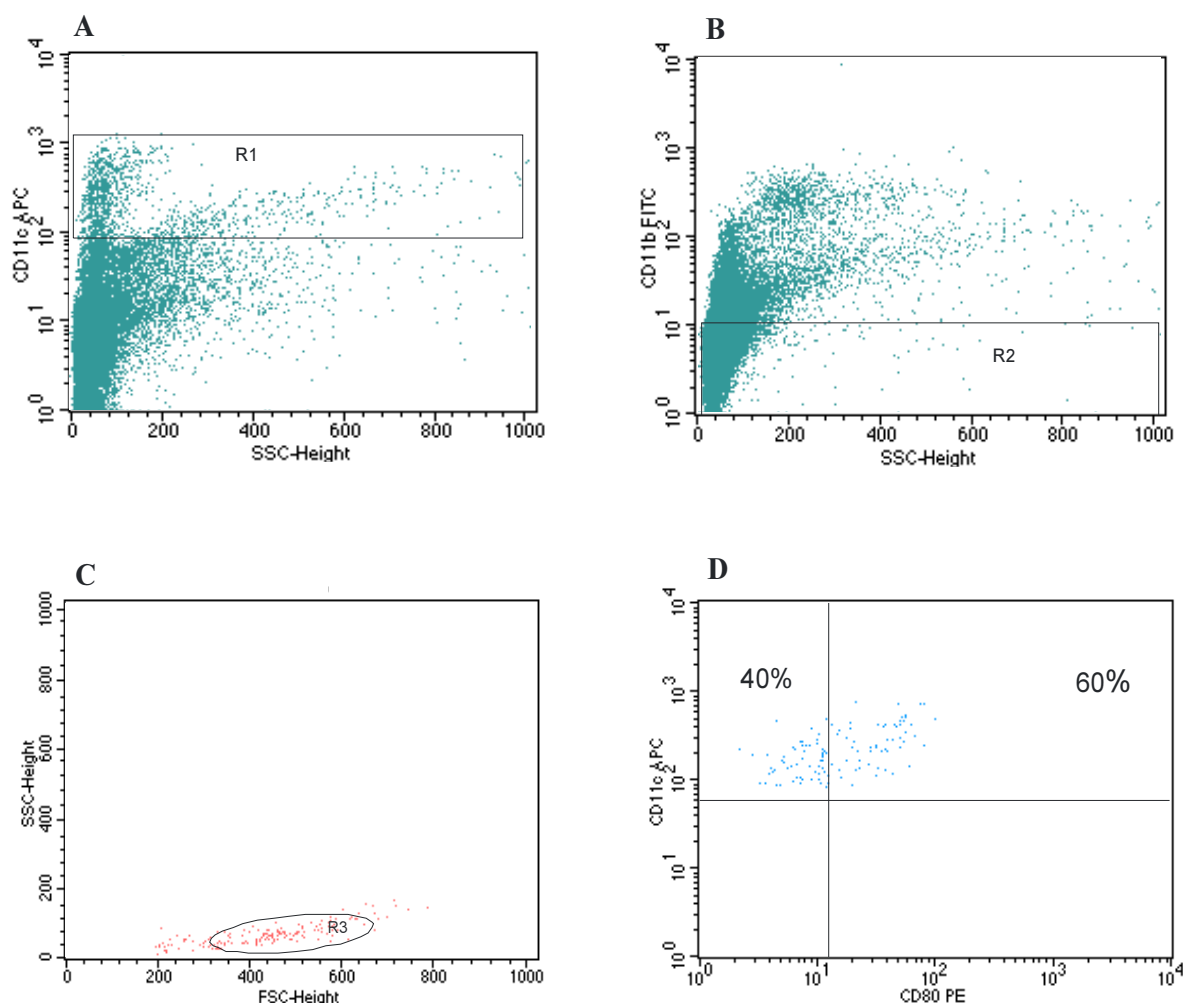 A
10^4
10^3
10^2
10^1
10^0
CD11c APC
R1
0 200 400 600 800 1000
SSC-Height
B
10^4
10^3
10^2
10^1
10^0
CD11b FITC
R2
0 200 400 600 800 1000
SSC-Height
C
1000
800
600
400
200
0
SSC-Height
R3
0 200 400 600 800 1000
FSC-Height
D
10^4
10^3
10^2
10^1
10^0
CD11c APC
40% 60%
10^0 10^1 10^2 10^3 10^4
CD80 PE